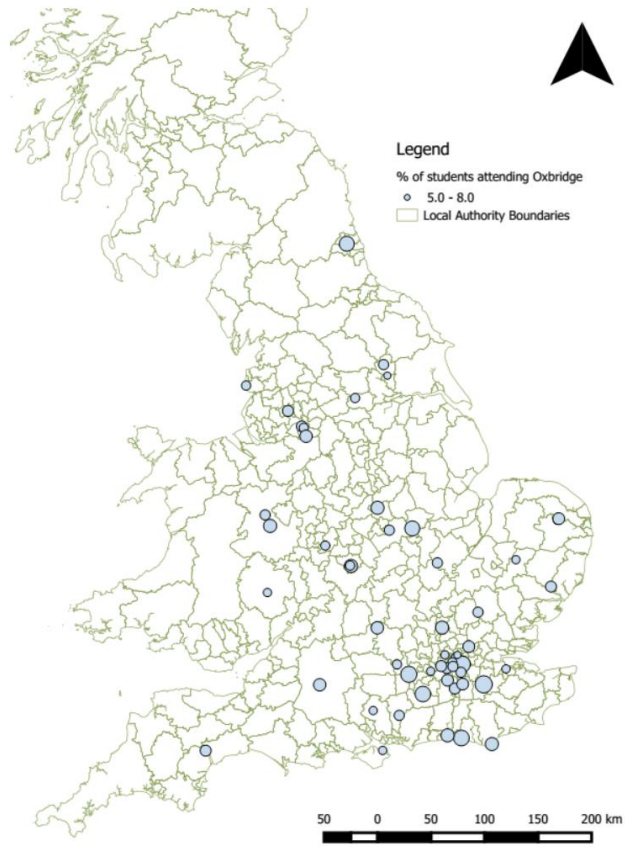 Legend
% of students attending Oxbridge
5.0 - 8.0
Local Authority Boundaries
50 0 50 100 150 200 km